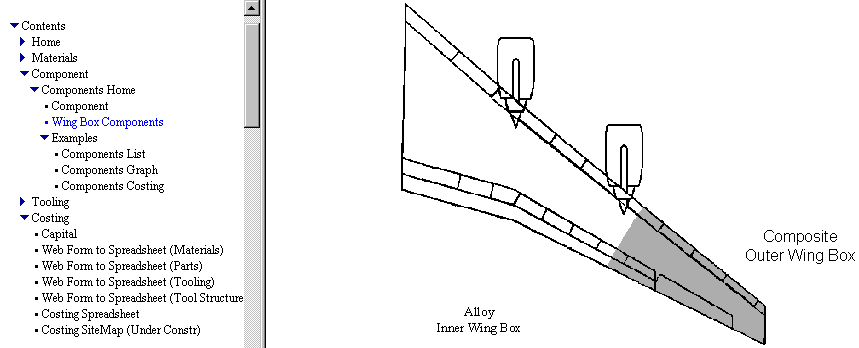 Contents
Home
Materials
Component
Components Home
Component
Wing Box Components
Examples
Components List
Components Graph
Components Costing
Tooling
Costing
Capital
Web Form to Spreadsheet (Materials)
Web Form to Spreadsheet (Parts)
Web Form to Spreadsheet (Tooling)
Web Form to Spreadsheet (Tool Structure
Costing Spreadsheet
Costing SiteMap (Under Constr)
Composite
Outer Wing Box
Alloy
Inner Wing Box